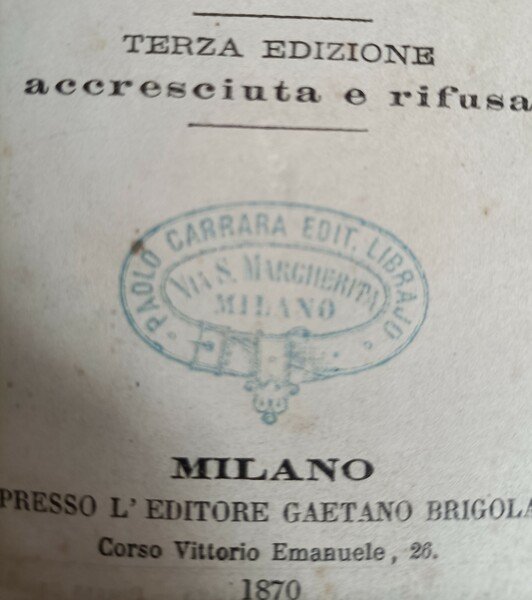 TERZA EDIZIONE
accresciuta e rifusa
PAOLO CARRARA EDIT. LIBRAJO
VIA S. MARGHERITA
MILANO
MILANO
PRESSO L'EDITORE GAETANO BRIGOLA
Corso Vittorio Emanuele, 26.
1870